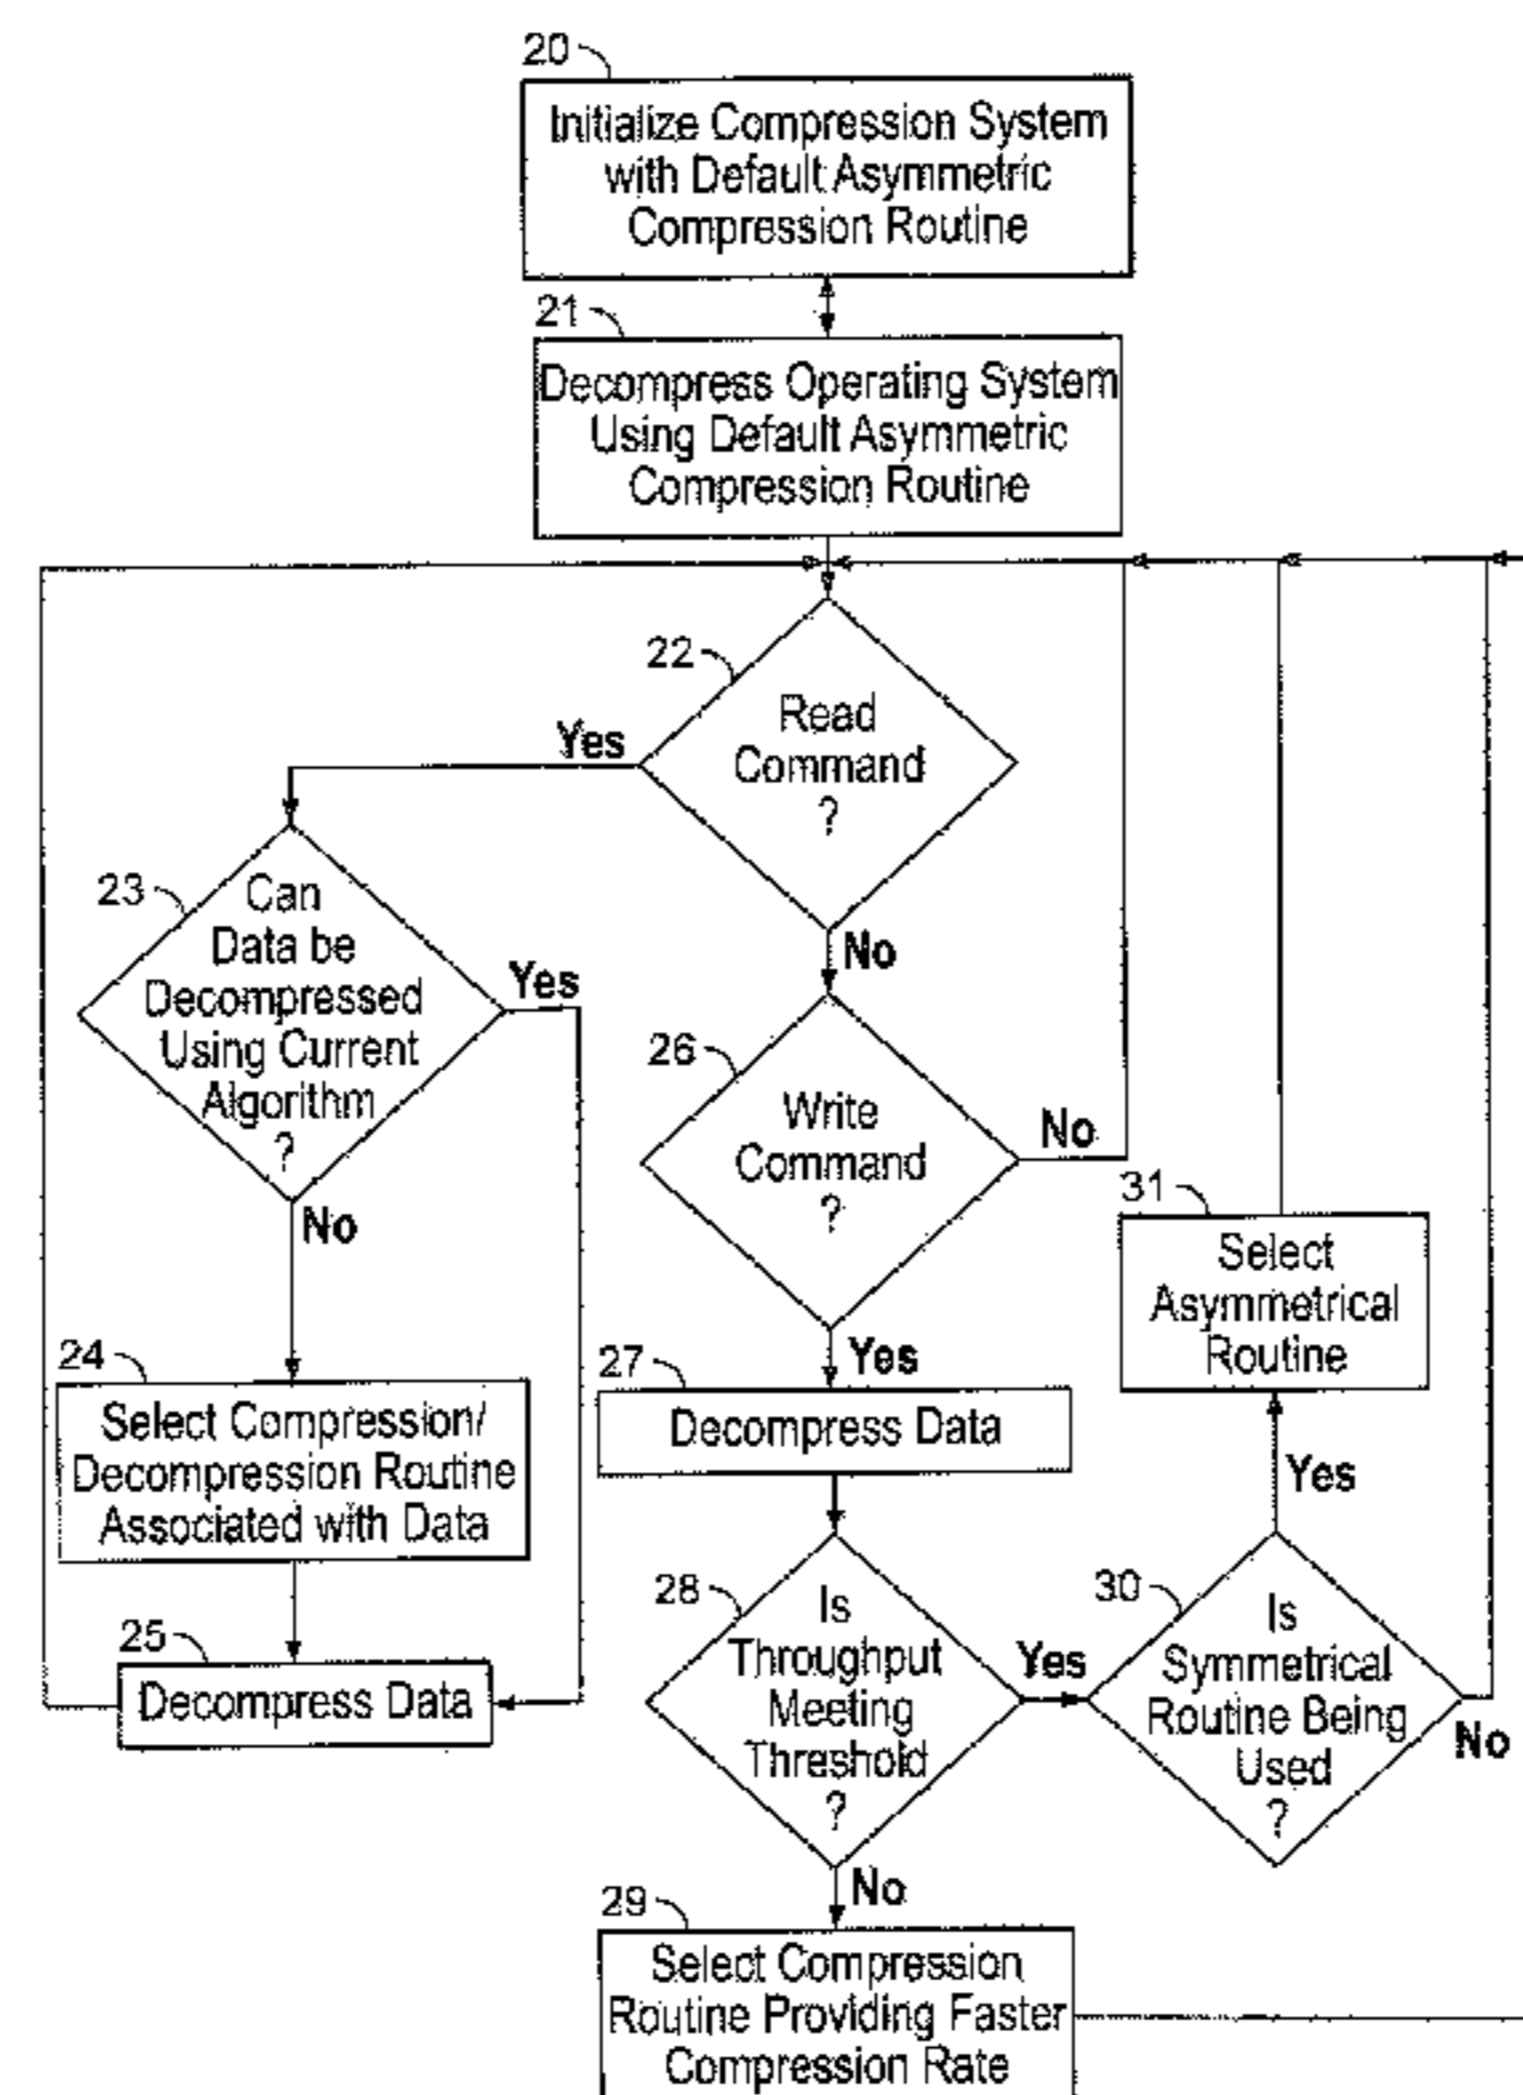 20
Initialize Compression System
with Default Asymmetric
Compression Routine
21
Decompress Operating System
Using Default Asymmetric
Compression Routine
22
Read
Command
?
Yes
No
23
Can
Data be
Decompressed
Using Current
Algorithm
?
Yes
No
24
Select Compression/
Decompression Routine
Associated with Data
25
Decompress Data
26
Write
Command
?
No
Yes
27
Decompress Data
28
Is
Throughput
Meeting
Threshold
?
Yes
No
29
Select Compression
Routine Providing Faster
Compression Rate
30
Is
Symmetrical
Routine Being
Used
?
Yes
No
31
Select
Asymmetrical
Routine